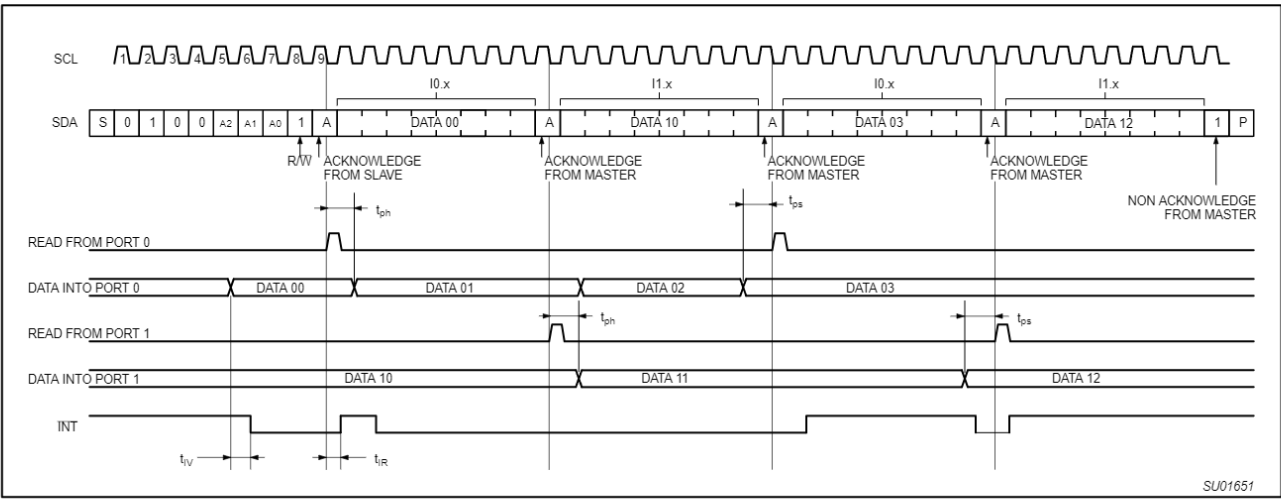 SCL 1 2 3 4 5 6 7 8 9
I0.x I1.x I0.x I1.x
SDA S 0 1 0 0 A2 A1 A0 1 A DATA 00 A DATA 10 A DATA 03 A DATA 12 1 P
R/W ACKNOWLEDGE FROM SLAVE
ACKNOWLEDGE FROM MASTER
ACKNOWLEDGE FROM MASTER
ACKNOWLEDGE FROM MASTER
NON ACKNOWLEDGE FROM MASTER
tph tps
READ FROM PORT 0
DATA INTO PORT 0 DATA 00 DATA 01 DATA 02 DATA 03
tph tps
READ FROM PORT 1
DATA INTO PORT 1 DATA 10 DATA 11 DATA 12
INT
tIV tIR
SU01651